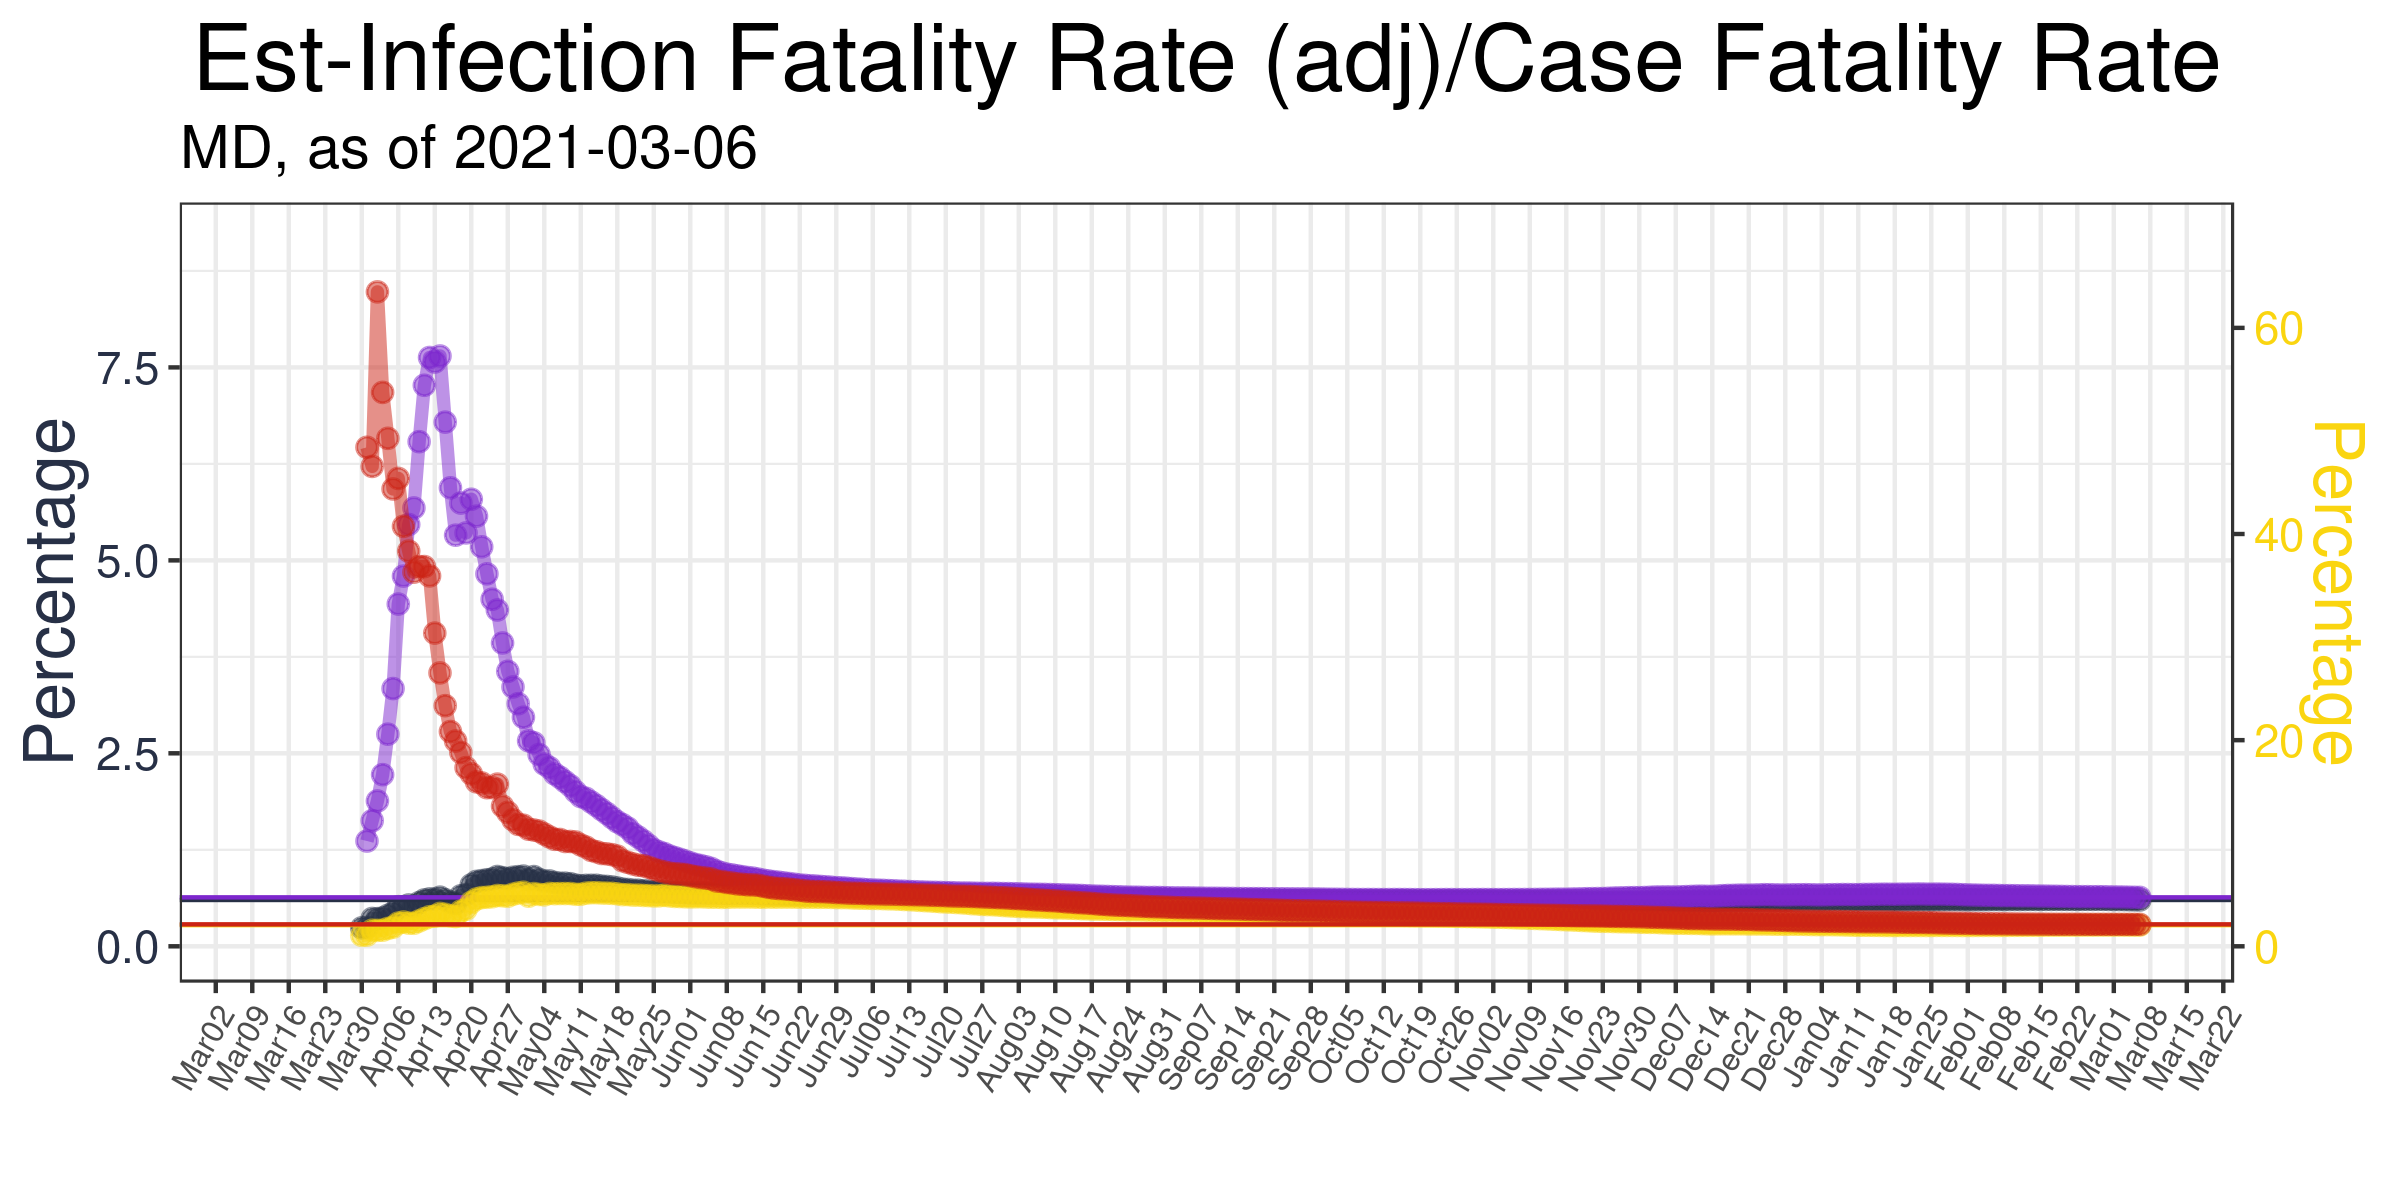 Est-Infection Fatality Rate (adj)/Case Fatality Rate
MD, as of 2021-03-06
Percentage
7.5
5.0
2.5
0.0
60
40
20
0
Percentage
Mar02
Mar09
Mar16
Mar23
Mar30
Apr06
Apr13
Apr20
Apr27
May04
May11
May18
May25
Jun01
Jun08
Jun15
Jun22
Jun29
Jul06
Jul13
Jul20
Jul27
Aug03
Aug10
Aug17
Aug24
Aug31
Sep07
Sep14
Sep21
Sep28
Oct05
Oct12
Oct19
Oct26
Nov02
Nov09
Nov16
Nov23
Nov30
Dec07
Dec14
Dec21
Dec28
Dec04
Jan11
Jan18
Jan25
Feb01
Feb08
Feb15
Feb22
Mar01
Mar08
Mar15
Mar22